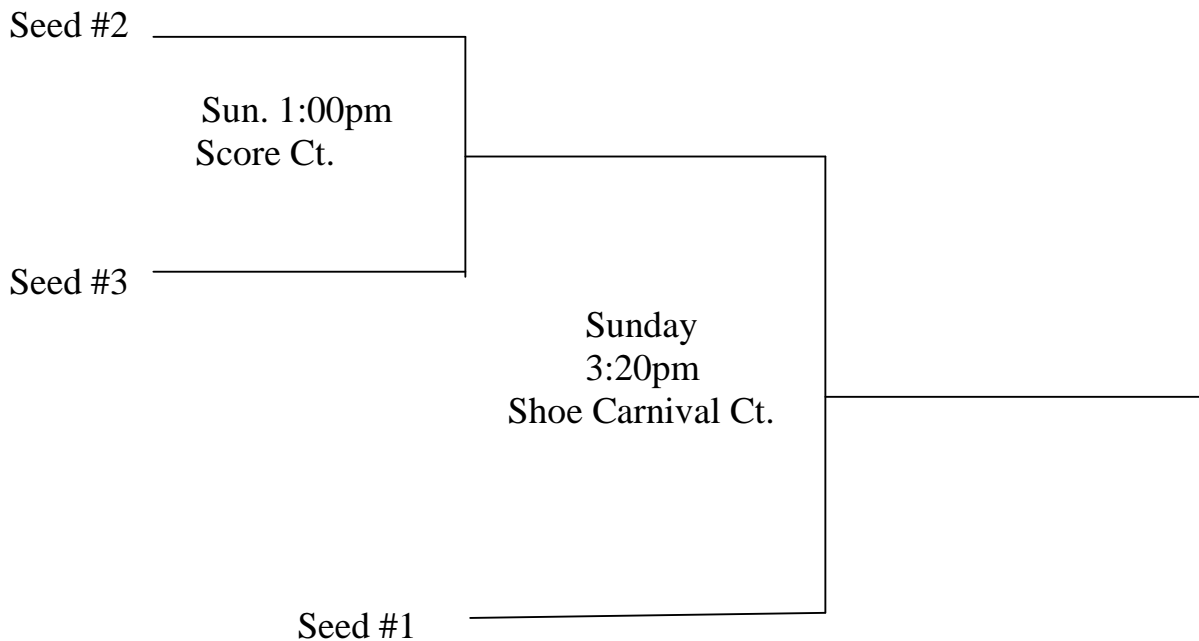 Seed #2
Sun. 1:00pm
Score Ct.
Seed #3
Sunday
3:20pm
Shoe Carnival Ct.
Seed #1